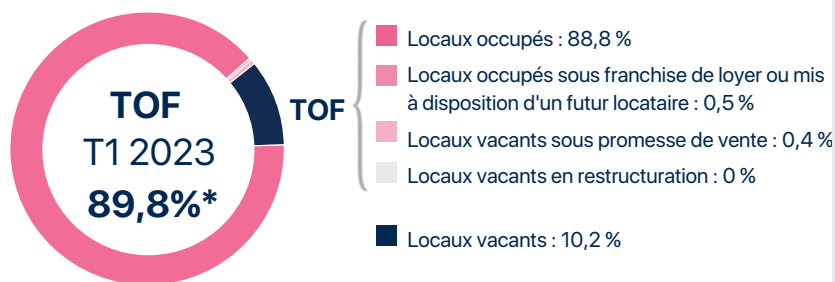 TOF
T1 2023
89,8%*
TOF
Locaux occupés : 88,8 %
Locaux occupés sous franchise de loyer ou mis
à disposition d'un futur locataire : 0,5 %
Locaux vacants sous promesse de vente : 0,4 %
Locaux vacants en restructuration : 0 %
Locaux vacants : 10,2 %